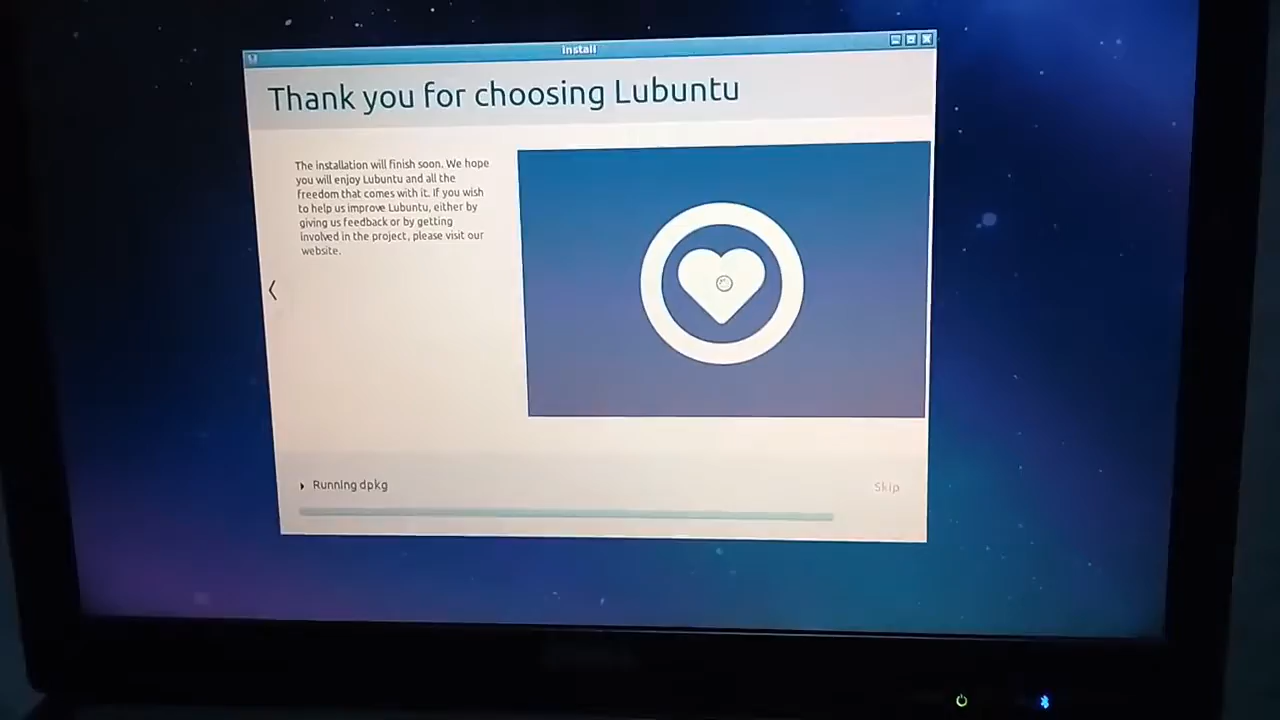 Install
Thank you for choosing Lubuntu
The installation will finish soon. We hope
you will enjoy Lubuntu and all the
freedom that comes with it. If you wish
to help us improve Lubuntu, either by
giving us feedback or by getting
involved in the project, please visit our
website.
Running dpkg
Skip